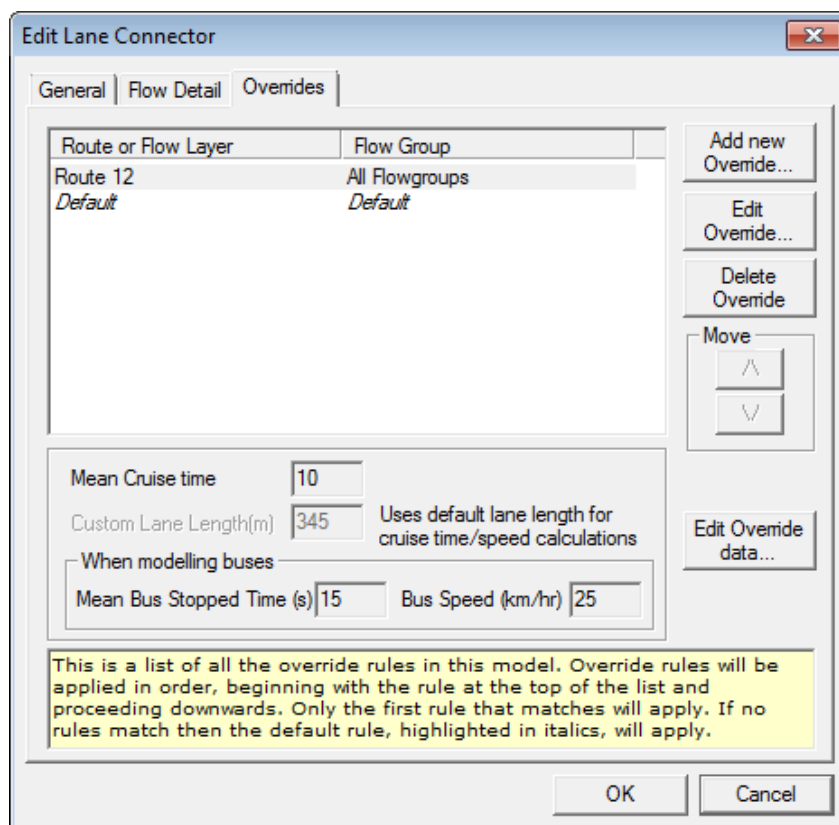 Edit Lane Connector
General
Flow Detail
Overrides
Route or Flow Layer
Flow Group
Route 12
All Flowgroups
Default
Default
Add new
Override...
Edit
Override...
Delete
Override
Move
/\
\/
Mean Cruise time
10
Custom Lane Length(m)
345
Uses default lane length for
cruise time/speed calculations
When modelling buses
Mean Bus Stopped Time (s)
15
Bus Speed (km/hr)
25
Edit Override
data...
This is a list of all the override rules in this model. Override rules will be
applied in order, beginning with the rule at the top of the list and
proceeding downwards. Only the first rule that matches will apply. If no
rules match then the default rule, highlighted in italics, will apply.
OK
Cancel